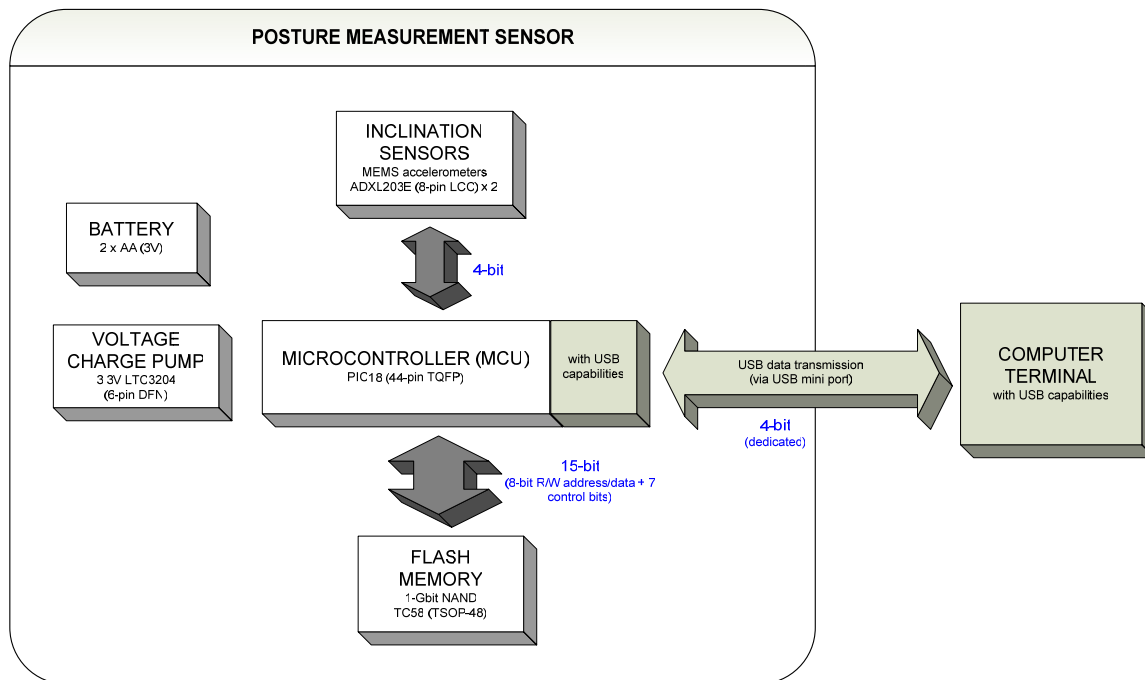 POSTURE MEASUREMENT SENSOR
INCLINATION
SENSORS
MEMS accelerometers
ADXL203E (8-pin LCC) x 2
BATTERY
2 x AA (3V)
4-bit
VOLTAGE
CHARGE PUMP
3.3V LTC3204
(6-pin DFN)
MICROCONTROLLER (MCU)
PIC18 (44-pin TQFP)
with USB
capabilities
USB data transmission
(via USB mini port)
COMPUTER
TERMINAL
with USB capabilities
4-bit
(dedicated)
15-bit
(8-bit R/W address/data + 7
control bits)
FLASH
MEMORY
1-Gbit NAND
TC58 (TSOP-48)